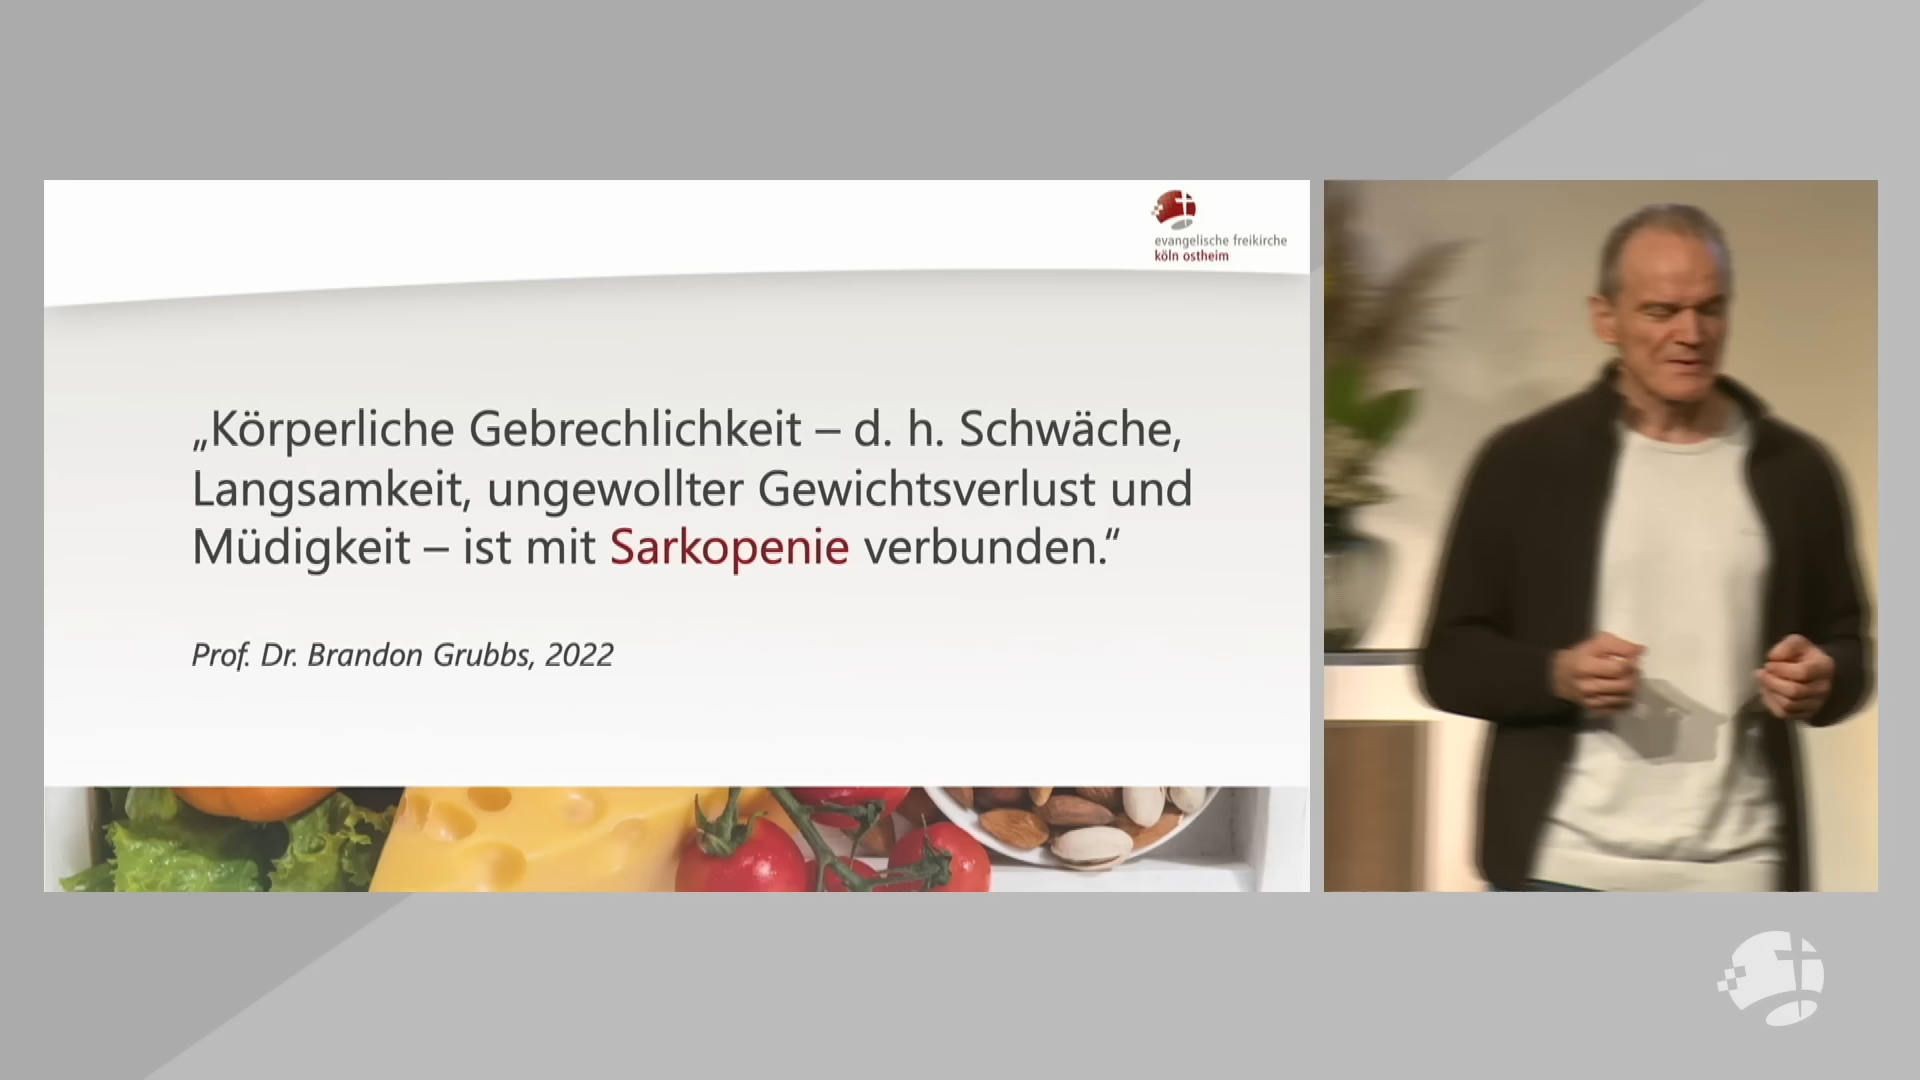 evangelische freikirche
köln ostheim
„Körperliche Gebrechlichkeit – d. h. Schwäche,
Langsamkeit, ungewollter Gewichtsverlust und
Müdigkeit – ist mit Sarkopenie verbunden.“
Prof. Dr. Brandon Grubbs, 2022